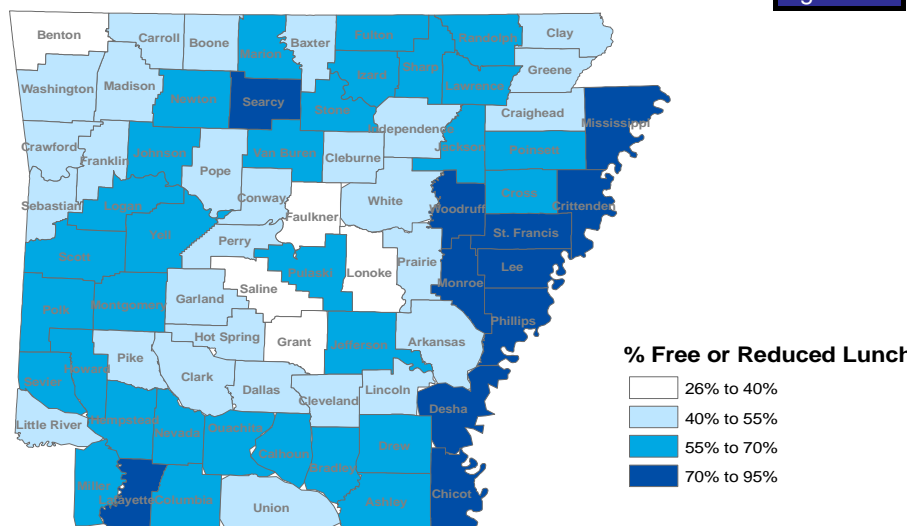 Benton
Carroll
Boone
Marion
Baxter
Fulton
Randolph
Clay
Washington
Madison
Newton
Searcy
Stone
Izard
Sharp
Lawrence
Greene
Craighead
Mississippi
Crawford
Franklin
Johnson
Pope
Van Buren
Cleburne
Independence
Jackson
Poinsett
Sebastian
Logan
Yell
Conway
Faulkner
White
Woodruff
Cross
Crittenden
Scott
Perry
Pulaski
Lonoke
Prairie
St. Francis
Lee
Monroe
Polk
Montgomery
Garland
Saline
Phillips
Hot Spring
Grant
Jefferson
Arkansas
Pike
Howard
Sevier
Clark
Dallas
Cleveland
Lincoln
Desha
Little River
Hempstead
Nevada
Ouachita
Calhoun
Bradley
Drew
Miller
Lafayette
Columbia
Union
Ashley
Chicot
% Free or Reduced Lunch
26% to 40%
40% to 55%
55% to 70%
70% to 95%